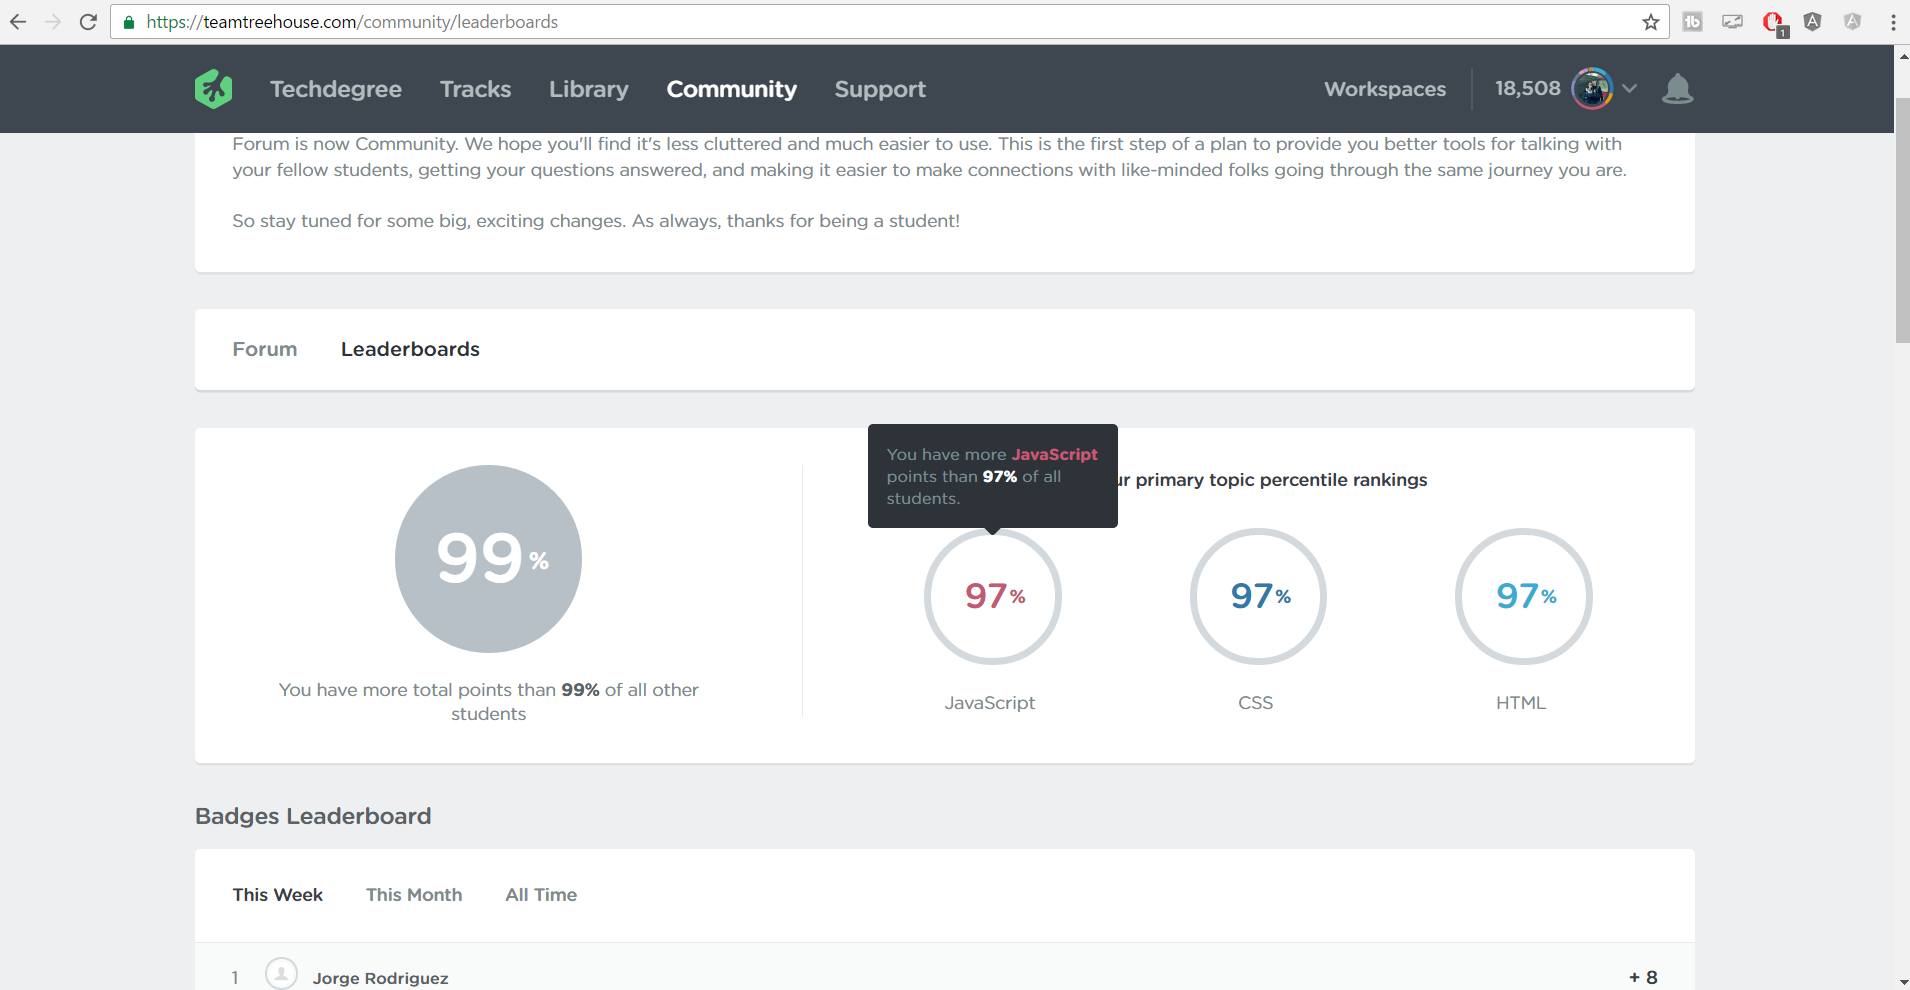 https://teamtreehouse.com/community/leaderboards
1
Techdegree Tracks Library Community Support Workspaces 18,508
Forum is now Community. We hope you'll find it's less cluttered and much easier to use. This is the first step of a plan to provide you better tools for talking with
your fellow students, getting your questions answered, and making it easier to make connections with like-minded folks going through the same journey you are.
So stay tuned for some big, exciting changes. As always, thanks for being a student!
Forum Leaderboards
99%
You have more total points than 99% of all other
students
You have more JavaScript
points than 97% of all
students.
primary topic percentile rankings
97% 97% 97%
JavaScript CSS HTML
Badges Leaderboard
This Week This Month All Time
1 Jorge Rodriguez + 8